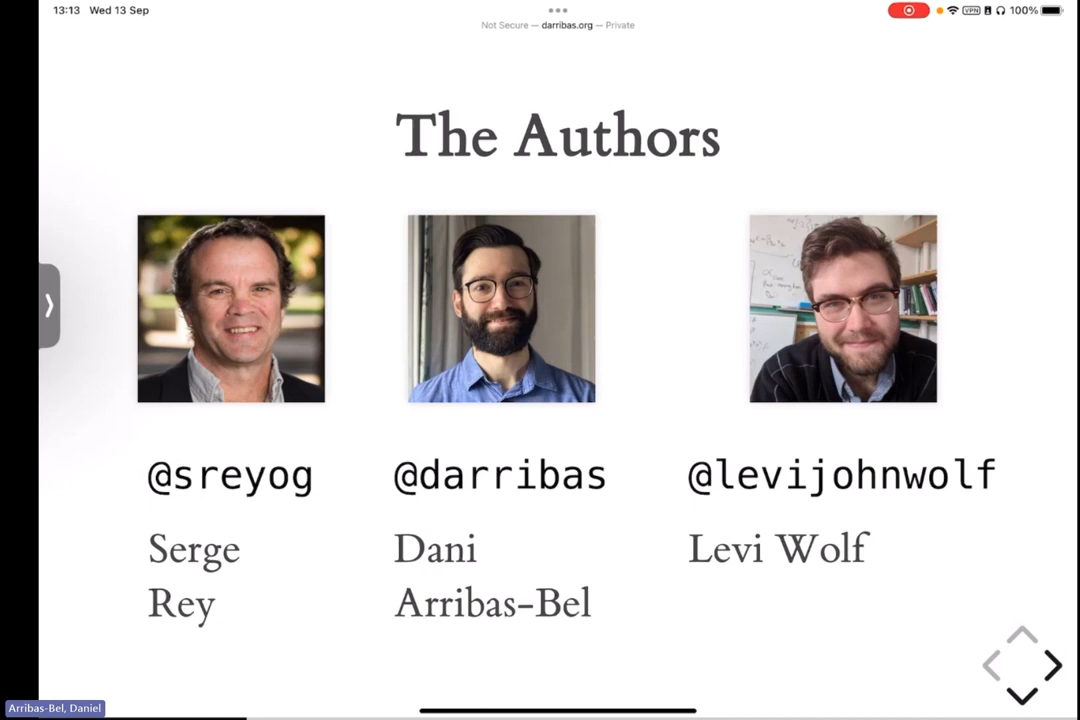 13:13 Wed 13 Sep
Not Secure — darribas.org — Private
VPN
100%
The Authors
@sreyog @darribas @levijohnwolf
Serge Dani Levi Wolf
Rey Arribas-Bel
Arribas-Bel, Daniel